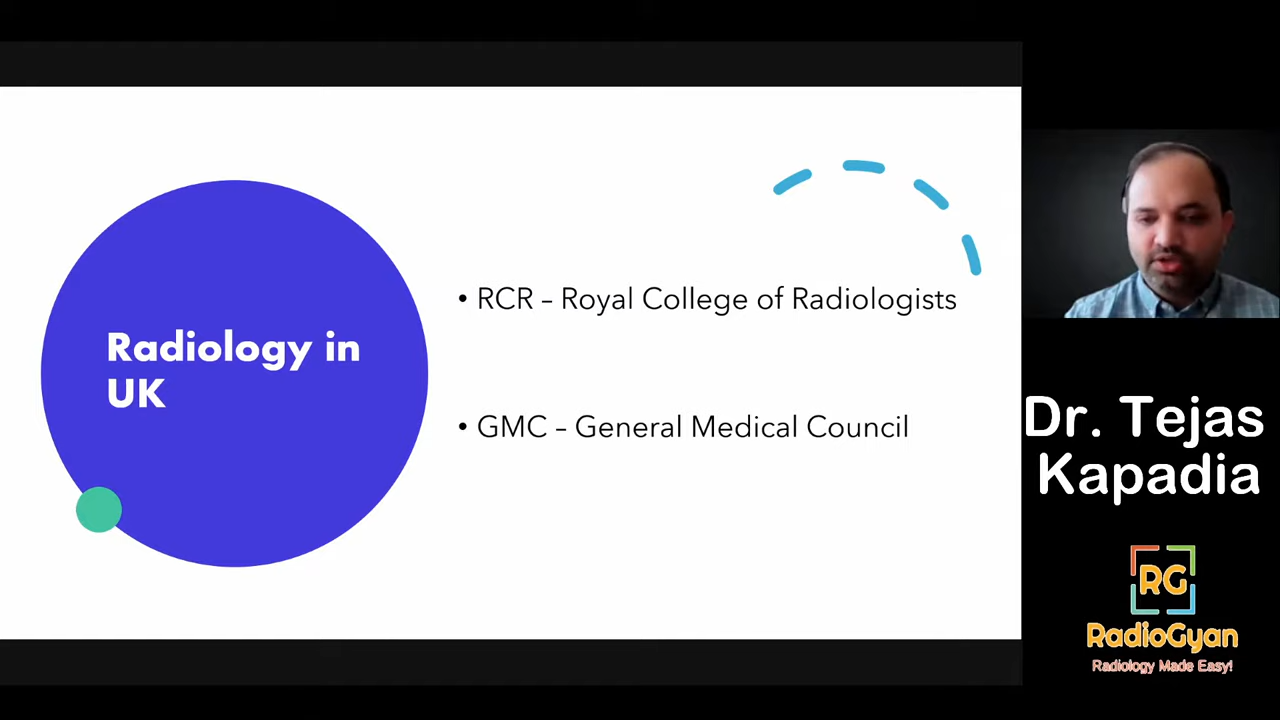 Radiology in
UK
• RCR – Royal College of Radiologists
• GMC – General Medical Council
Dr. Tejas
Kapadia
RG
RadioGyan
Radiology Made Easy!